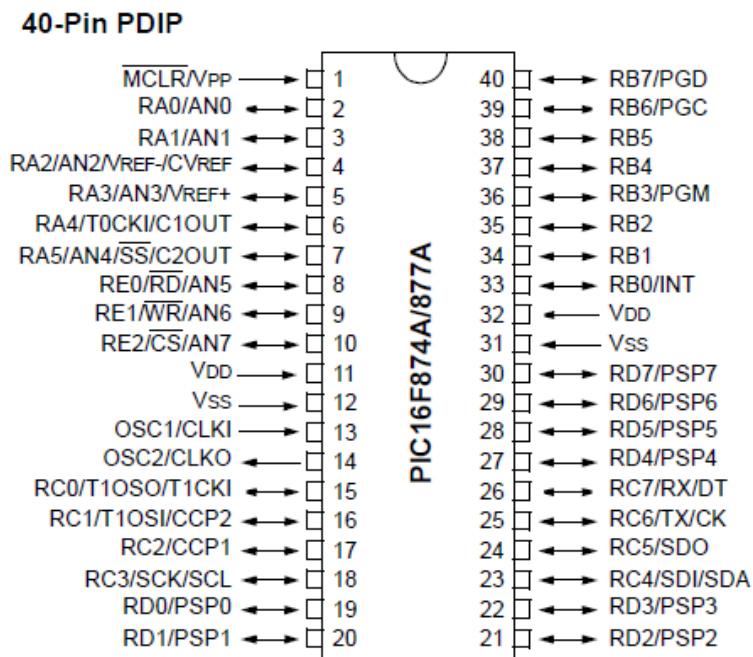 40-Pin PDIP
MCLR/VPP 1 40 RB7/PGD
RA0/AN0 2 39 RB6/PGC
RA1/AN1 3 38 RB5
RA2/AN2/VREF-/CVREF 4 37 RB4
RA3/AN3/VREF+ 5 36 RB3/PGM
RA4/T0CKI/C1OUT 6 35 RB2
RA5/AN4/SS/C2OUT 7 34 RB1
RE0/RD/AN5 8 33 RB0/INT
RE1/WR/AN6 9 32 VDD
RE2/CS/AN7 10 31 VSS
VDD 11 30 RD7/PSP7
VSS 12 29 RD6/PSP6
OSC1/CLKI 13 28 RD5/PSP5
OSC2/CLKO 14 27 RD4/PSP4
RC0/T1OSO/T1CKI 15 26 RC7/RX/DT
RC1/T1OSI/CCP2 16 25 RC6/TX/CK
RC2/CCP1 17 24 RC5/SDO
RC3/SCK/SCL 18 23 RC4/SDI/SDA
RD0/PSP0 19 22 RD3/PSP3
RD1/PSP1 20 21 RD2/PSP2
PIC16F874A/877A